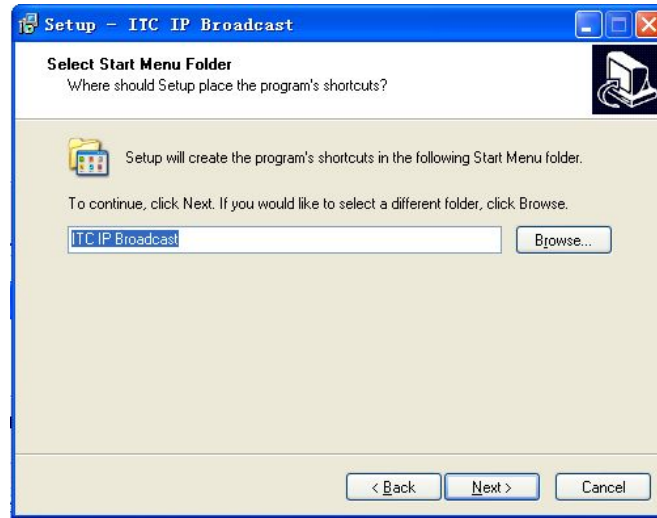 Setup - ITC IP Broadcast
Select Start Menu Folder
Where should Setup place the program's shortcuts?
Setup will create the program's shortcuts in the following Start Menu folder.
To continue, click Next. If you would like to select a different folder, click Browse.
ITC IP Broadcast
Browse...
< Back
Next >
Cancel